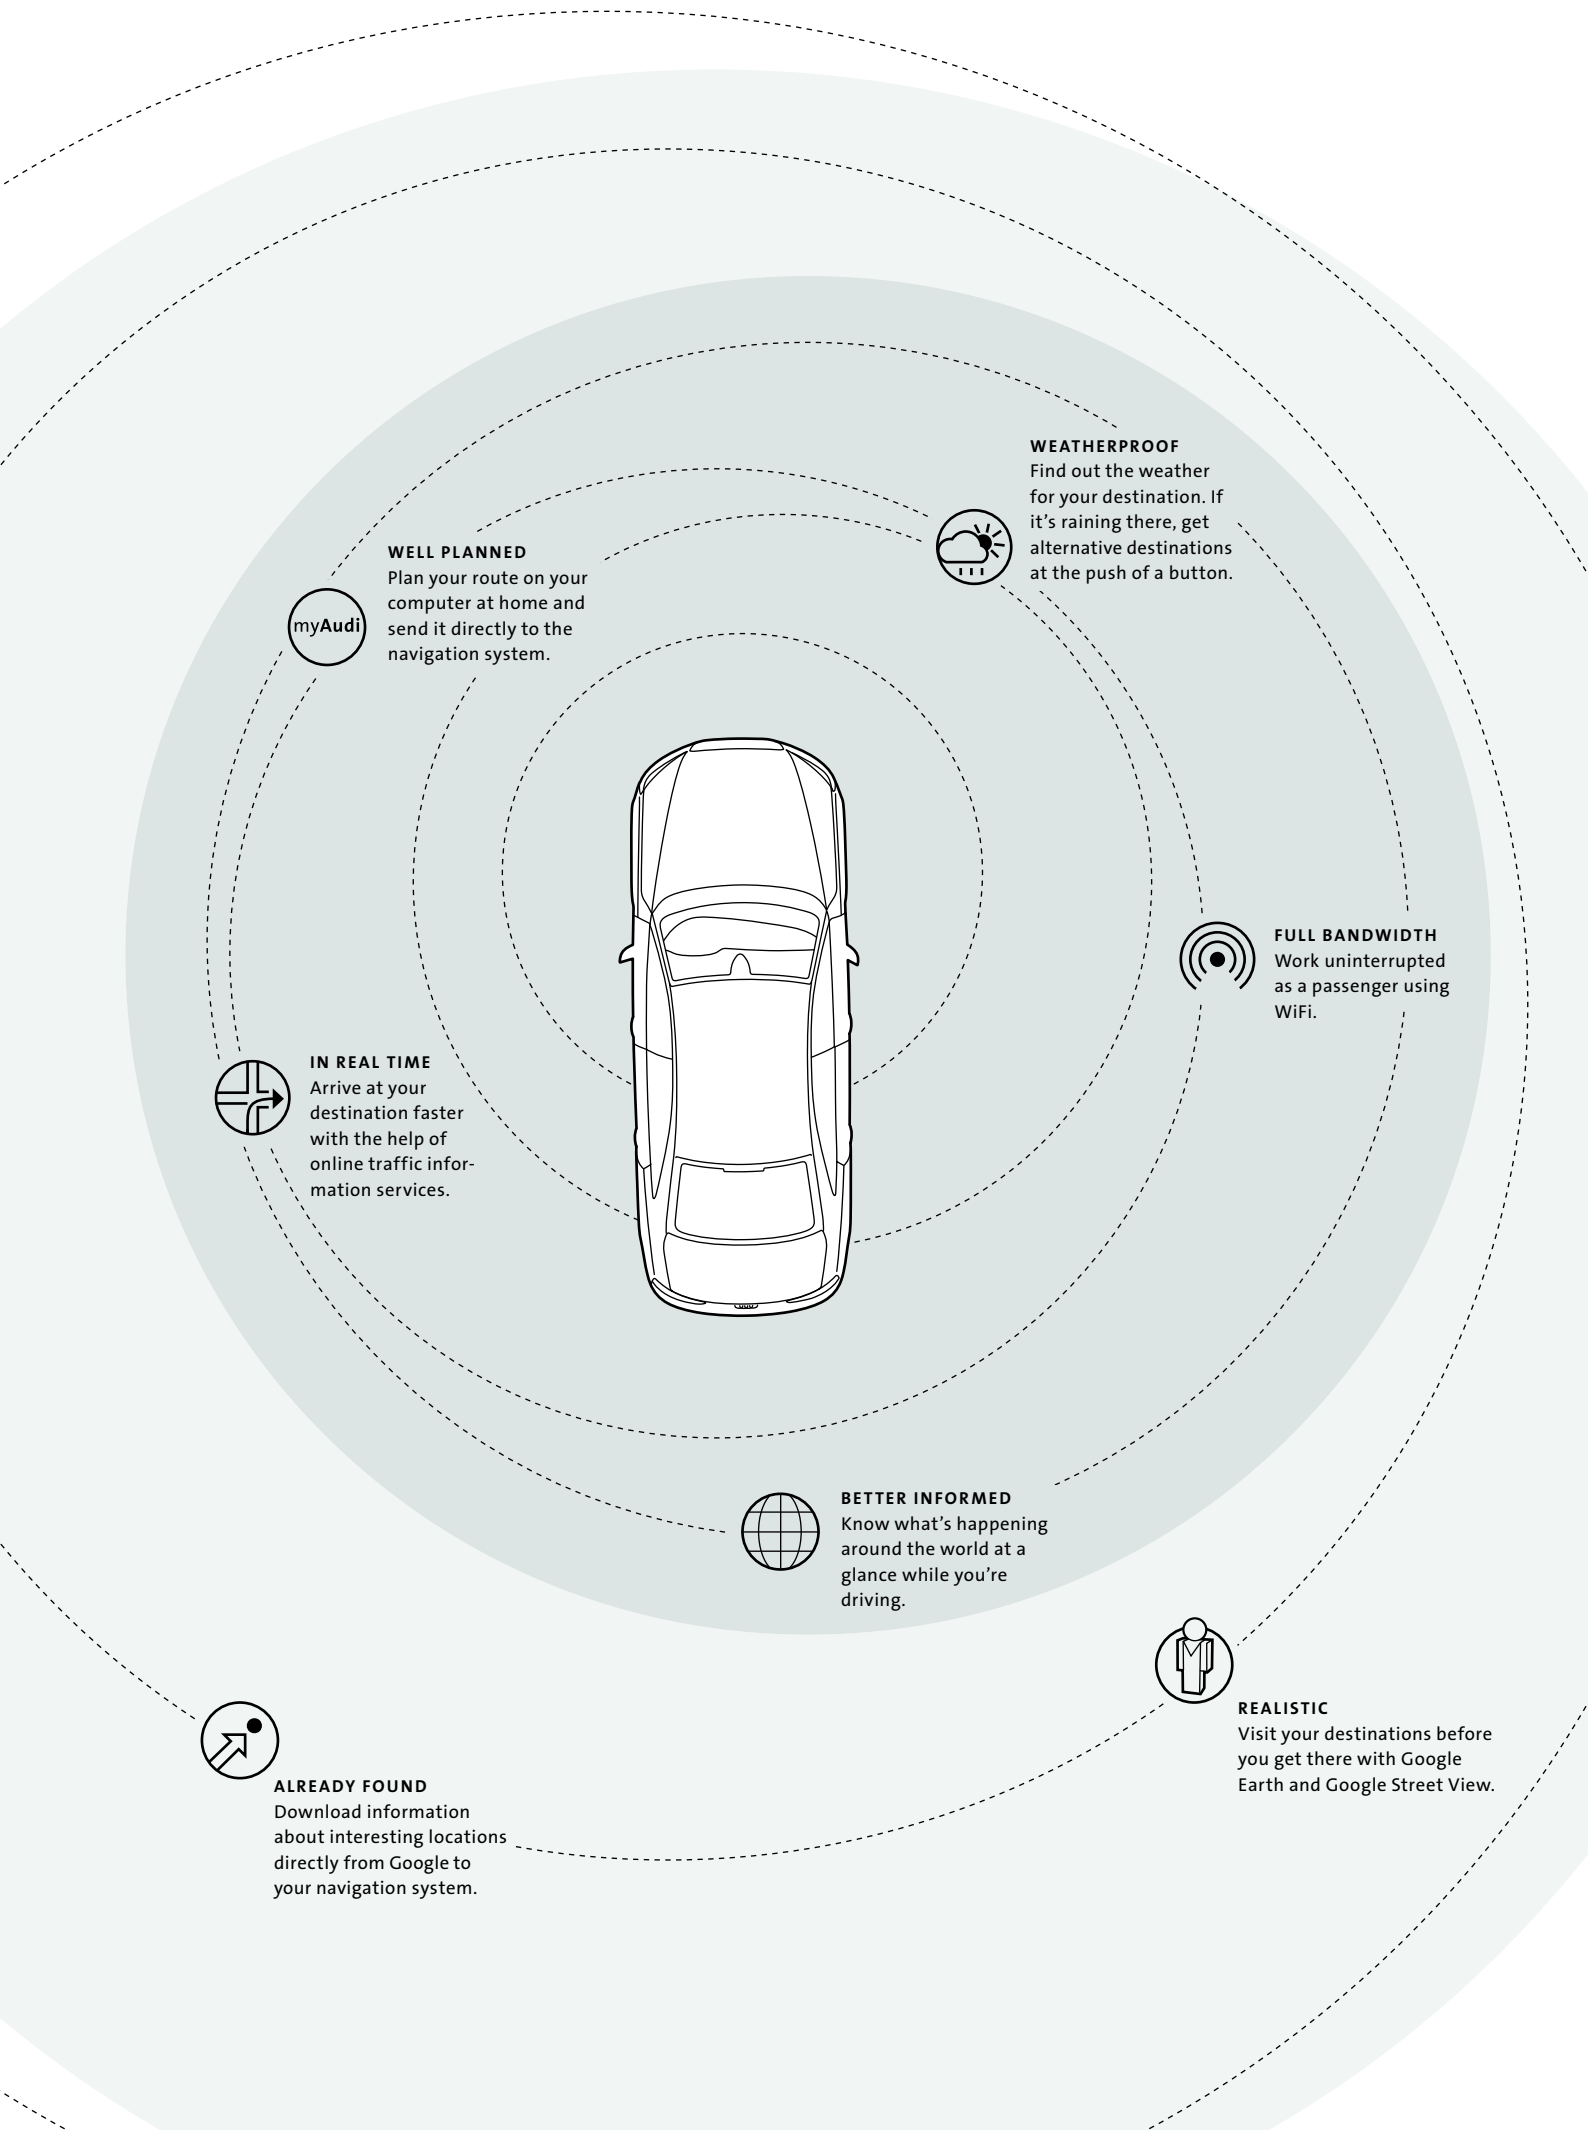 WEATHERPROOF
Find out the weather
for your destination. If
it's raining there, get
alternative destinations
at the push of a button.
WELL PLANNED
Plan your route on your
computer at home and
send it directly to the
navigation system.
myAudi
FULL BANDWIDTH
Work uninterrupted
as a passenger using
WiFi.
IN REAL TIME
Arrive at your
destination faster
with the help of
online traffic infor-
mation services.
BETTER INFORMED
Know what's happening
around the world at a
glance while you're
driving.
REALISTIC
Visit your destinations before
you get there with Google
Earth and Google Street View.
ALREADY FOUND
Download information
about interesting locations
directly from Google to
your navigation system.